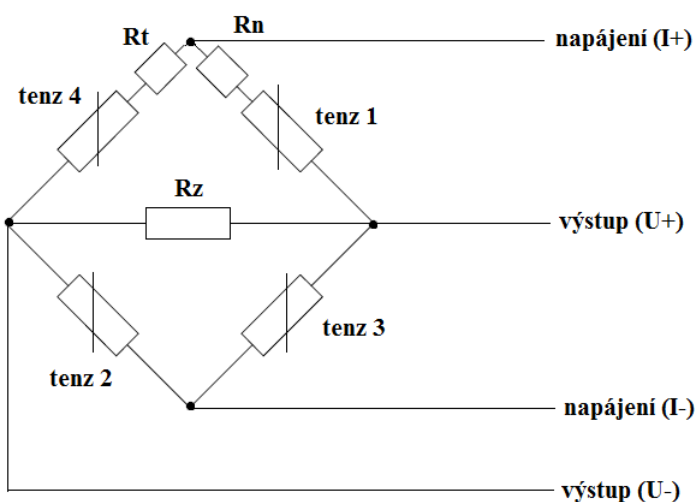 Rt
Rn
napájení (I+)
tenz 4
tenz 1
Rz
výstup (U+)
tenz 3
tenz 2
napájení (I-)
výstup (U-)